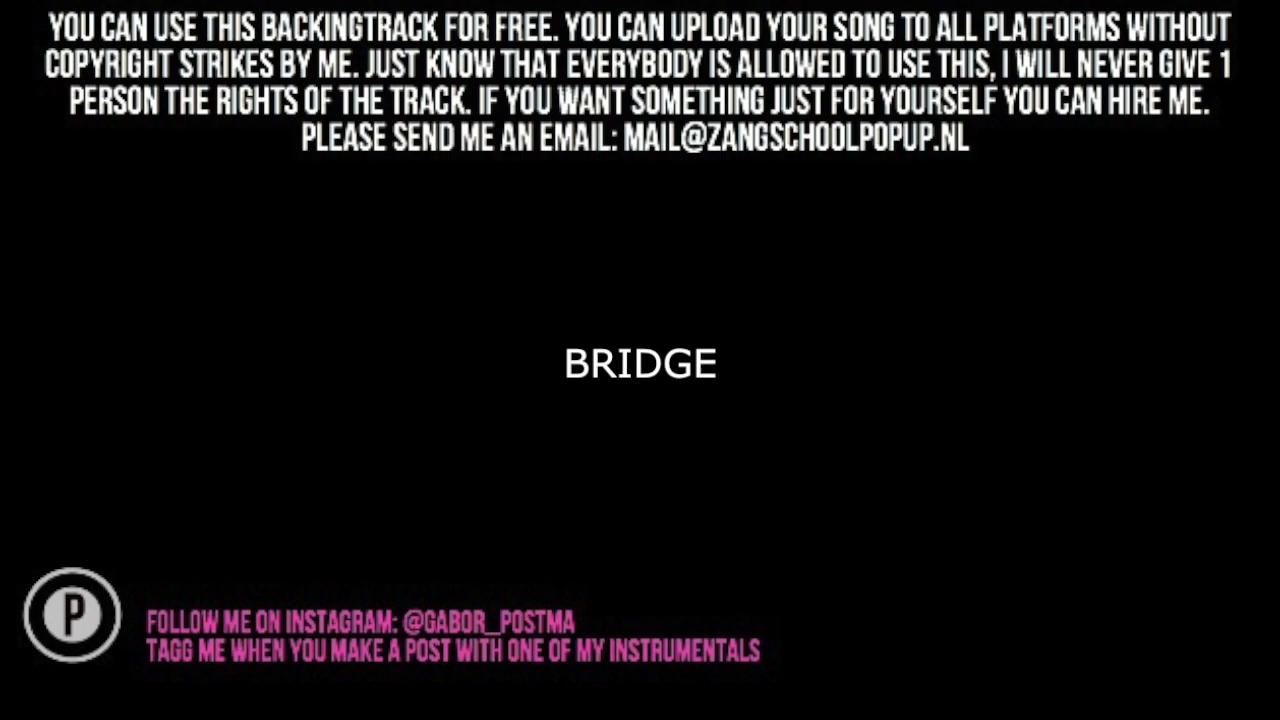 YOU CAN USE THIS BACKINGTRACK FOR FREE. YOU CAN UPLOAD YOUR SONG TO ALL PLATFORMS WITHOUT
COPYRIGHT STRIKES BY ME. JUST KNOW THAT EVERYBODY IS ALLOWED TO USE THIS, I WILL NEVER GIVE 1
PERSON THE RIGHTS OF THE TRACK. IF YOU WANT SOMETHING JUST FOR YOURSELF YOU CAN HIRE ME.
PLEASE SEND ME AN EMAIL: MAIL@ZANGSCHOOLPOPUP.NL
BRIDGE
P
FOLLOW ME ON INSTAGRAM: @GABOR_POSTMA
TAGG ME WHEN YOU MAKE A POST WITH ONE OF MY INSTRUMENTALS